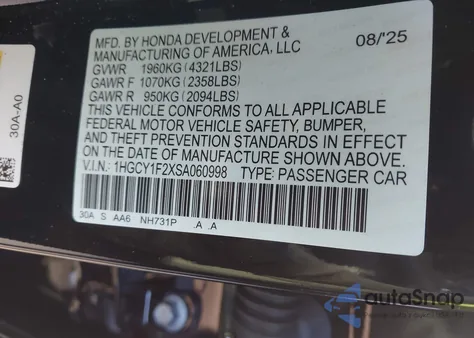 MFD. BY HONDA DEVELOPMENT & 08/'25
MANUFACTURING OF AMERICA, LLC
GVWR 1960KG(4321LBS)
GAWR F 1070KG(2358LBS)
GAWR R 950KG(2094LBS)
THIS VEHICLE CONFORMS TO ALL APPLICABLE
FEDERAL MOTOR VEHICLE SAFETY, BUMPER,
AND THEFT PREVENTION STANDARDS IN EFFECT
ON THE DATE OF MANUFACTURE SHOWN ABOVE.
V.I.N.: 1HGCY1F2XSA060998 TYPE: PASSENGER CAR
30A S AA6 NH731P .A .A
30A-A0
autoSnap